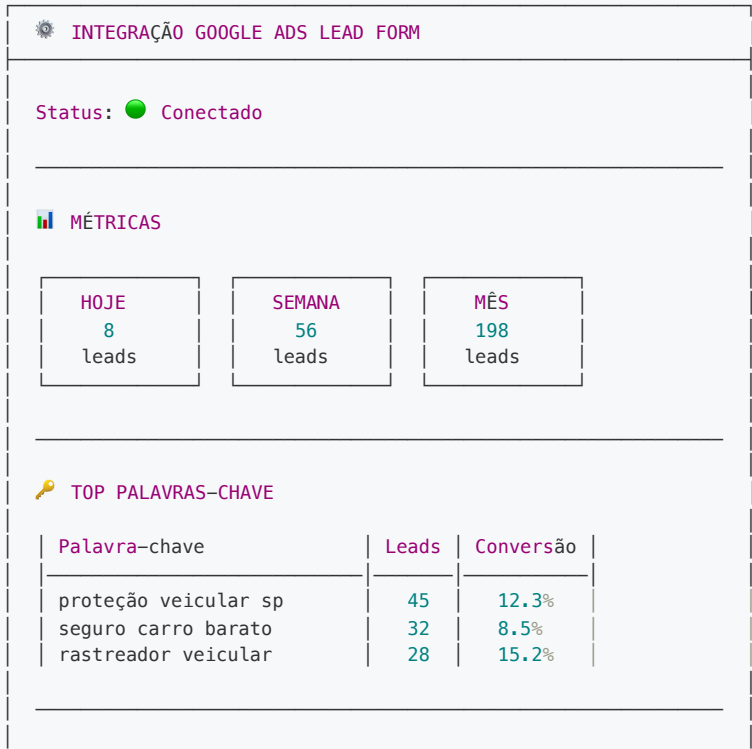 INTEGRAÇÃO GOOGLE ADS LEAD FORM
Status: Conectado
MÉTRICAS
HOJE SEMANA MÊS
8 56 198
leads leads leads
TOP PALAVRAS-CHAVE
Palavra-chave Leads Conversão
proteção veicular sp 45 12.3%
seguro carro barato 32 8.5%
rastreador veicular 28 15.2%